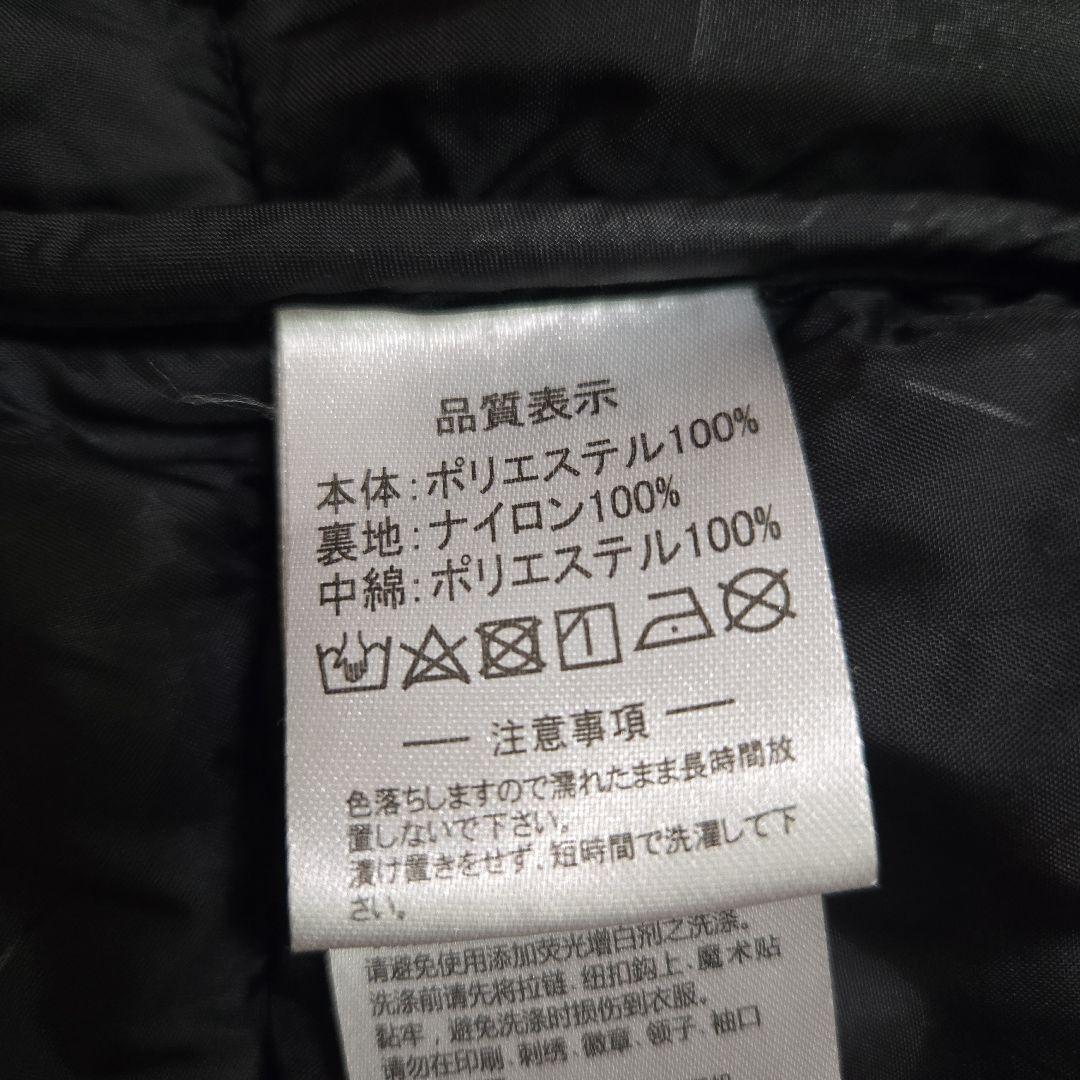 品質表示
本体:ポリエステル100%
裏地:ナイロン100%
中綿:ポリエステル100%
注意事項
色落ちしますので濡れたまま長時間放
置しないで下さい。
漬け置きをせず、短時間で洗濯して下
さい。
请避免使用添加荧光增白剂之洗涤。
洗涤前请先将拉链、纽扣鈎上、魔术贴
黏牢，避免洗涤时损伤到衣服。
请勿在印刷、刺绣、徽章、领子、袖口